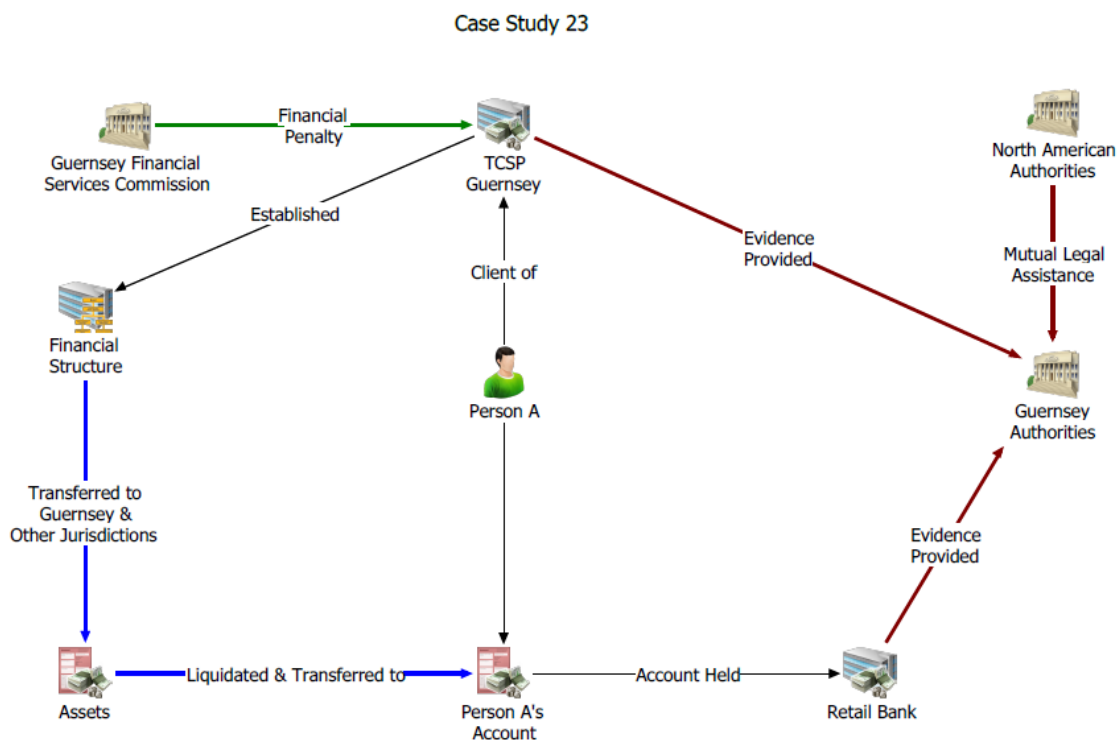 Case Study 23
Financial
Penalty
Guernsey Financial
Services Commission
TCSP
Guernsey
North American
Authorities
Established
Evidence
Provided
Mutual Legal
Assistance
Client of
Financial
Structure
Person A
Guernsey
Authorities
Transferred to
Guernsey &
Other Jurisdictions
Evidence
Provided
Liquidated & Transferred to
Account Held
Assets
Person A's
Account
Retail Bank